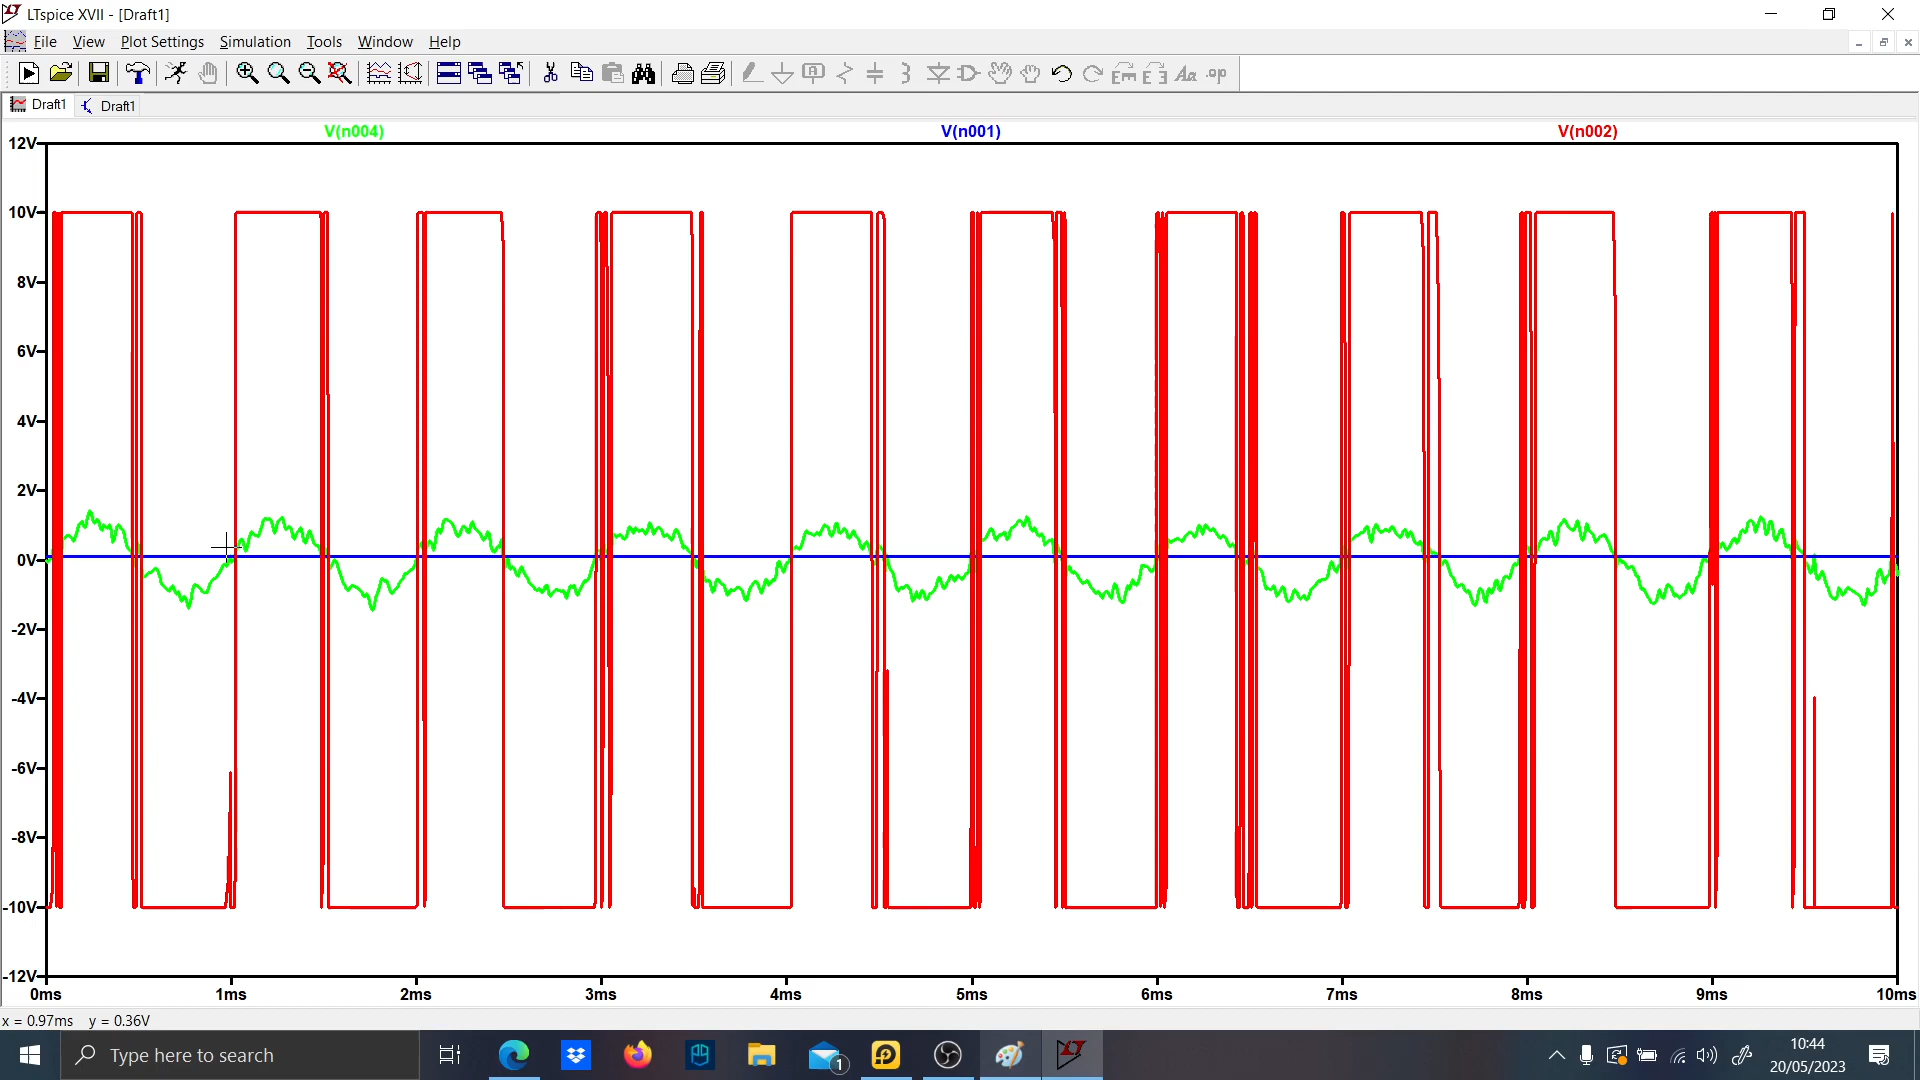 LTspice XVII - [Draft1]
File View Plot Settings Simulation Tools Window Help
.op
Draft1 Draft1
V(n004) V(n001) V(n002)
12V
10V
8V
6V
4V
2V
0V
-2V
-4V
-6V
-8V
-10V
-12V
0ms 1ms 2ms 3ms 4ms 5ms 6ms 7ms 8ms 9ms 10ms
x = 0.97ms y = 0.36V
Type here to search
1
10:44
20/05/2023